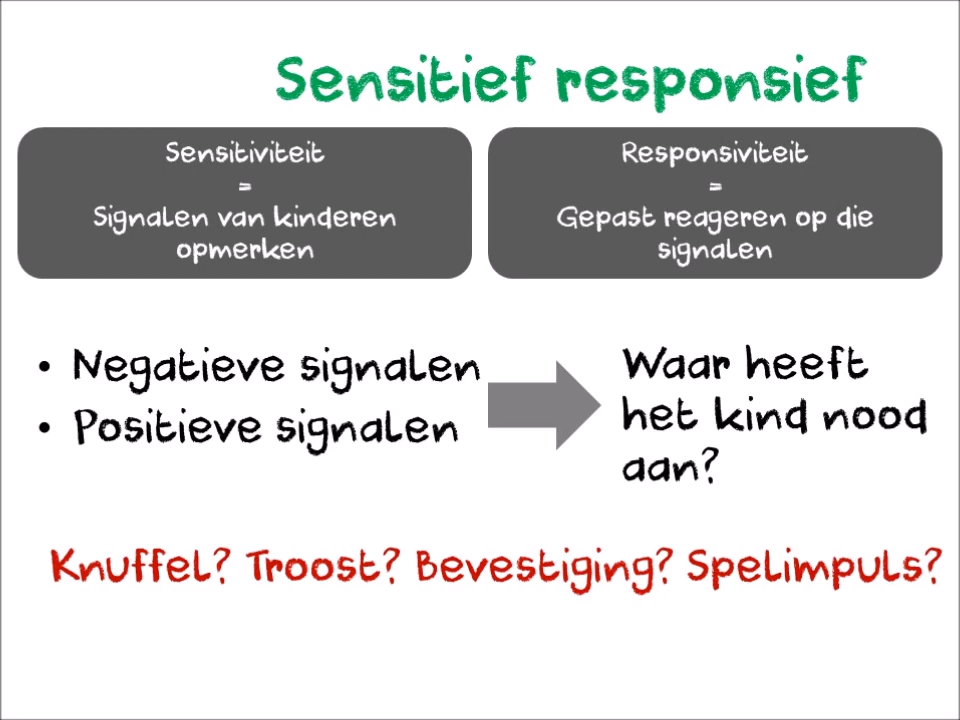 Sensitief responsief
Sensitiviteit
=
Signalen van kinderen
opmerken
Responsiviteit
=
Gepast reageren op die
signalen
• Negatieve signalen
• Positieve signalen
Waar heeft
het kind nood
aan?
Knuffel? Troost? Bevestiging? Spelimpuls?